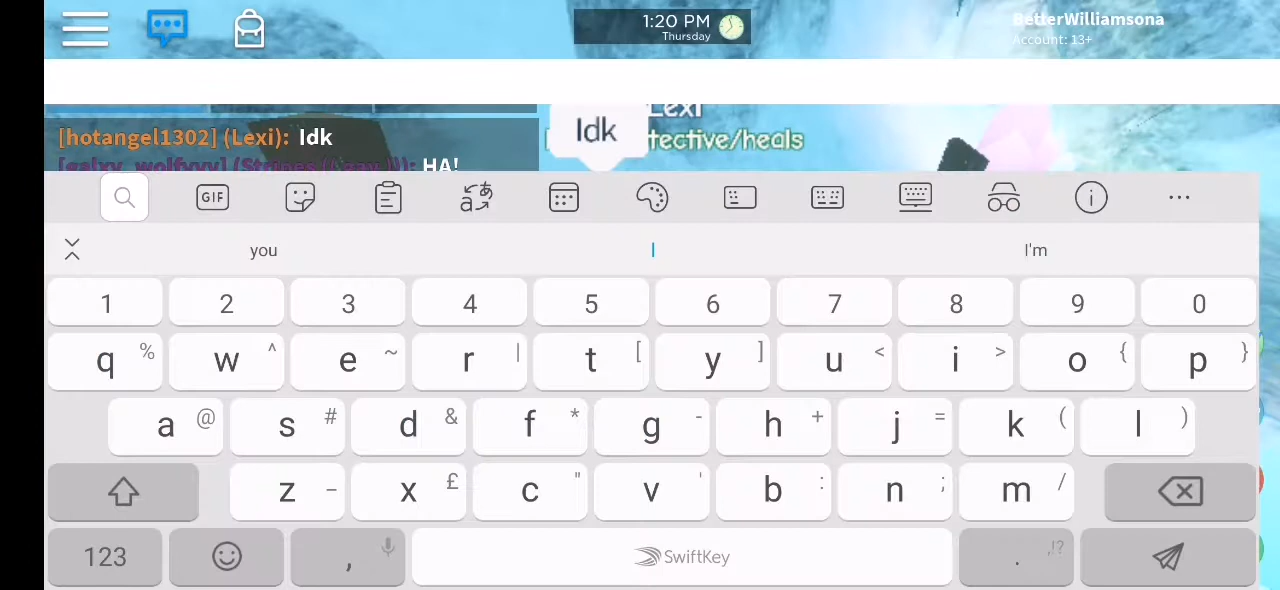 1:20 PM
Thursday
BetterWilliamsona
Account: 13+
Lexi
[hotangel1302] (Lexi): Idk
Idk
tective/heals
HA!
GIF
you
I
I'm
1 2 3 4 5 6 7 8 9 0
q % w ^ e ~ r | t [ y ] u < i > o { p }
a @ s # d & f * g - h + j = k ( l )
z _ x £ c " v ' b : n ; m /
123 , SwiftKey . ,!?